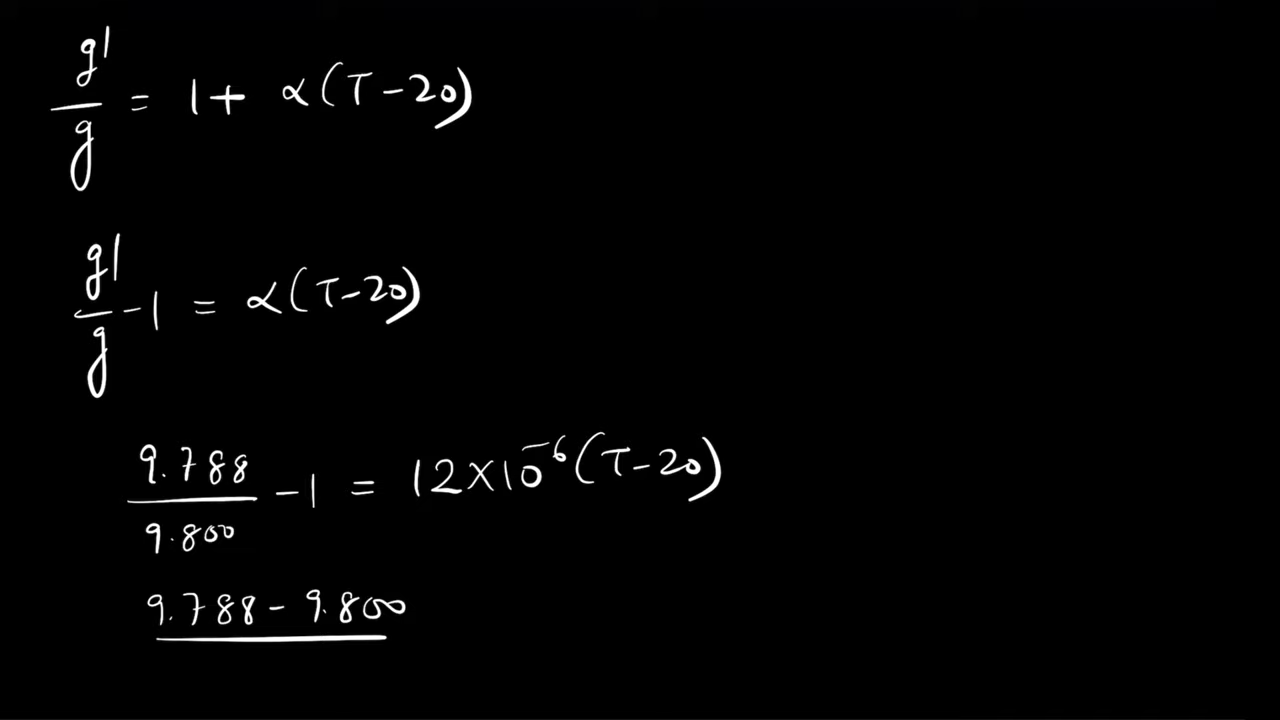 g'/g = 1 + α(T - 20)
g'/g - 1 = α(T - 20)
9.788/9.800 - 1 = 12×10⁻⁶(T - 20)
9.788 - 9.800